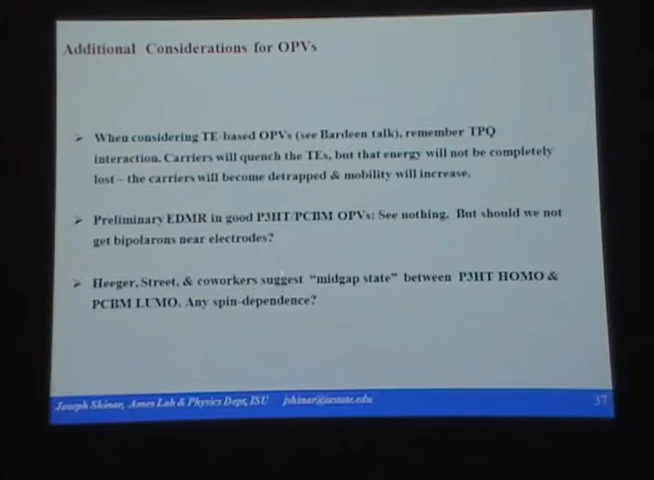 Additional Considerations for OPVs
➢ When considering TE-based OPVs (see Bardeen talk), remember TPQ
interaction. Carriers will quench the TEs, but that energy will not be completely
lost – the carriers will become detrapped & mobility will increase.
➢ Preliminary EDMR in good P3HT/PCBM OPVs: See nothing. But should we not
get bipolarons near electrodes?
➢ Heeger, Street, & coworkers suggest "midgap state" between P3HT HOMO &
PCBM LUMO. Any spin-dependence?
Joseph Shinar, Ames Lab & Physics Dept, ISU jshinar@iastate.edu 37